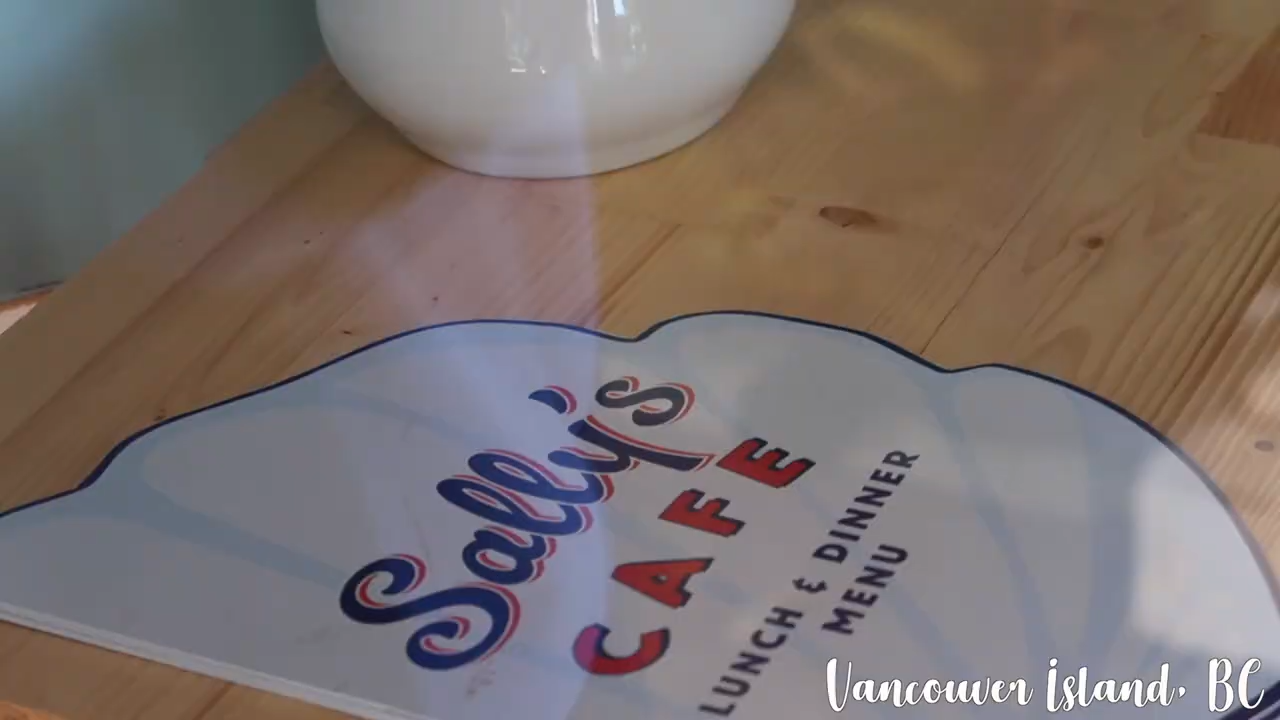 Sally's
CAFE
LUNCH & DINNER
MENU
Vancouver Island, BC